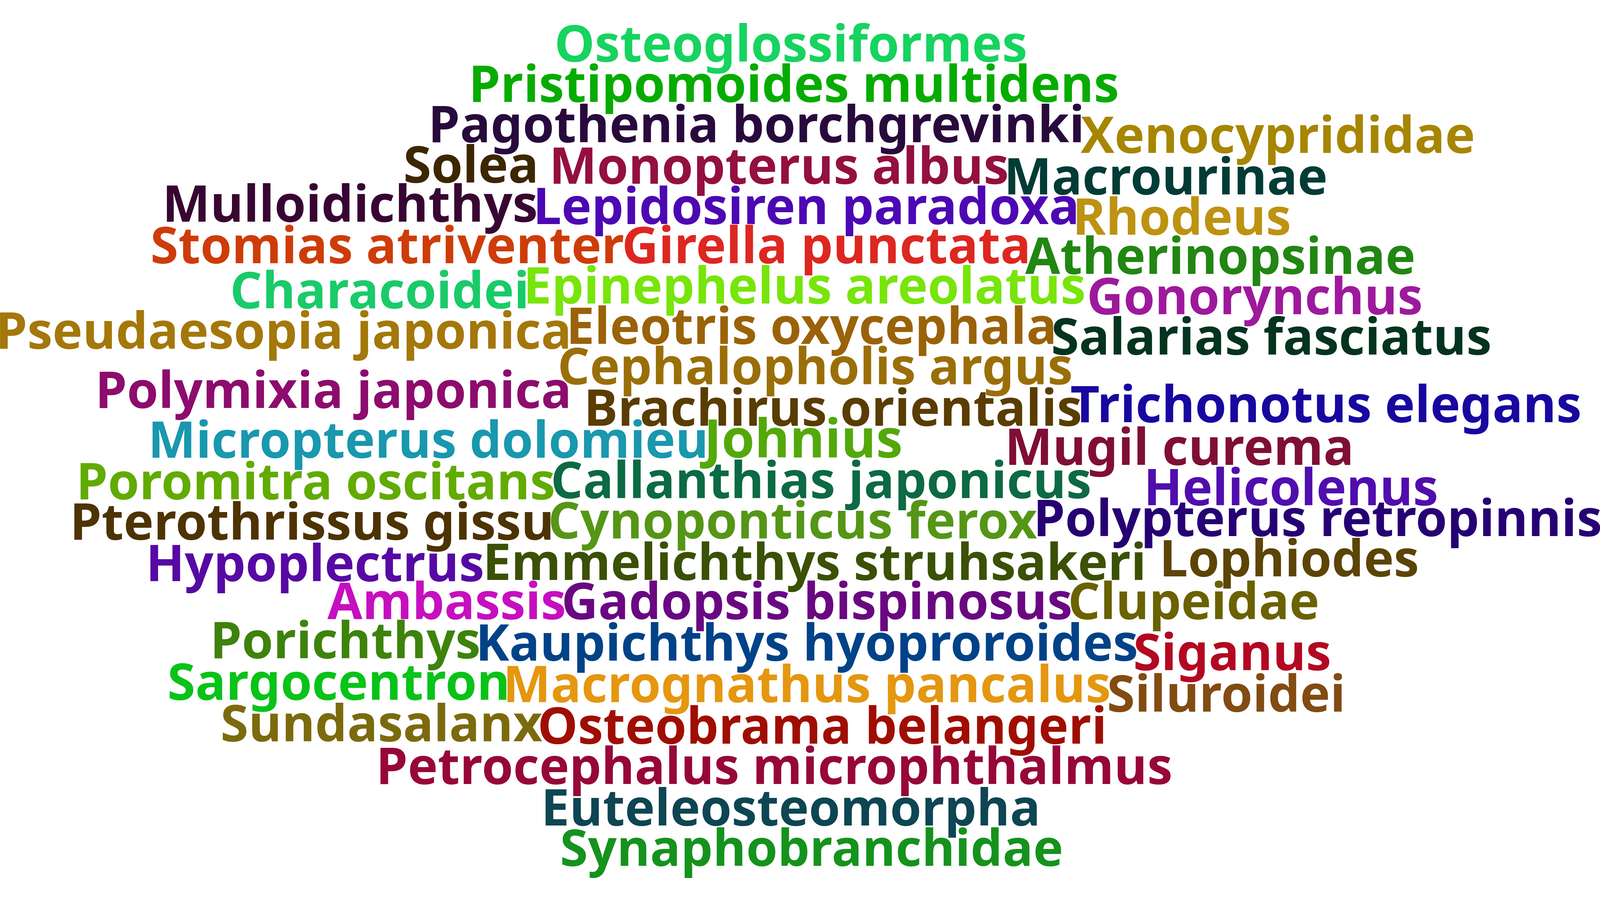 Osteoglossiformes
Pristipomoides multidens
Pagothenia borchgrevinki Xenocyprididae
Solea Monopterus albus Macrourinae
Mulloidichthys Lepidosiren paradoxa Rhodeus
Stomias atriventer Girella punctata Atherinopsinae
Characoidei Epinephelus areolatus Gonorynchus
Pseudaesopia japonica Eleotris oxycephala Salarias fasciatus
Cephalopholis argus
Polymixia japonica Brachirus orientalis Trichonotus elegans
Micropterus dolomieu Johnius Mugil curema
Poromitra oscitans Callanthias japonicus Helicolenus
Pterothrissus gissu Cynoponticus ferox Polypterus retropinnis
Hypoplectrus Emmelichthys struhsakeri Lophiodes
Ambassis Gadopsis bispinosus Clupeidae
Porichthys Kaupichthys hyoproroides Siganus
Sargocentron Macrognathus pancalus Siluroidei
Sundasalanx Osteobrama belangeri
Petrocephalus microphthalmus
Euteleosteomorpha
Synaphobranchidae